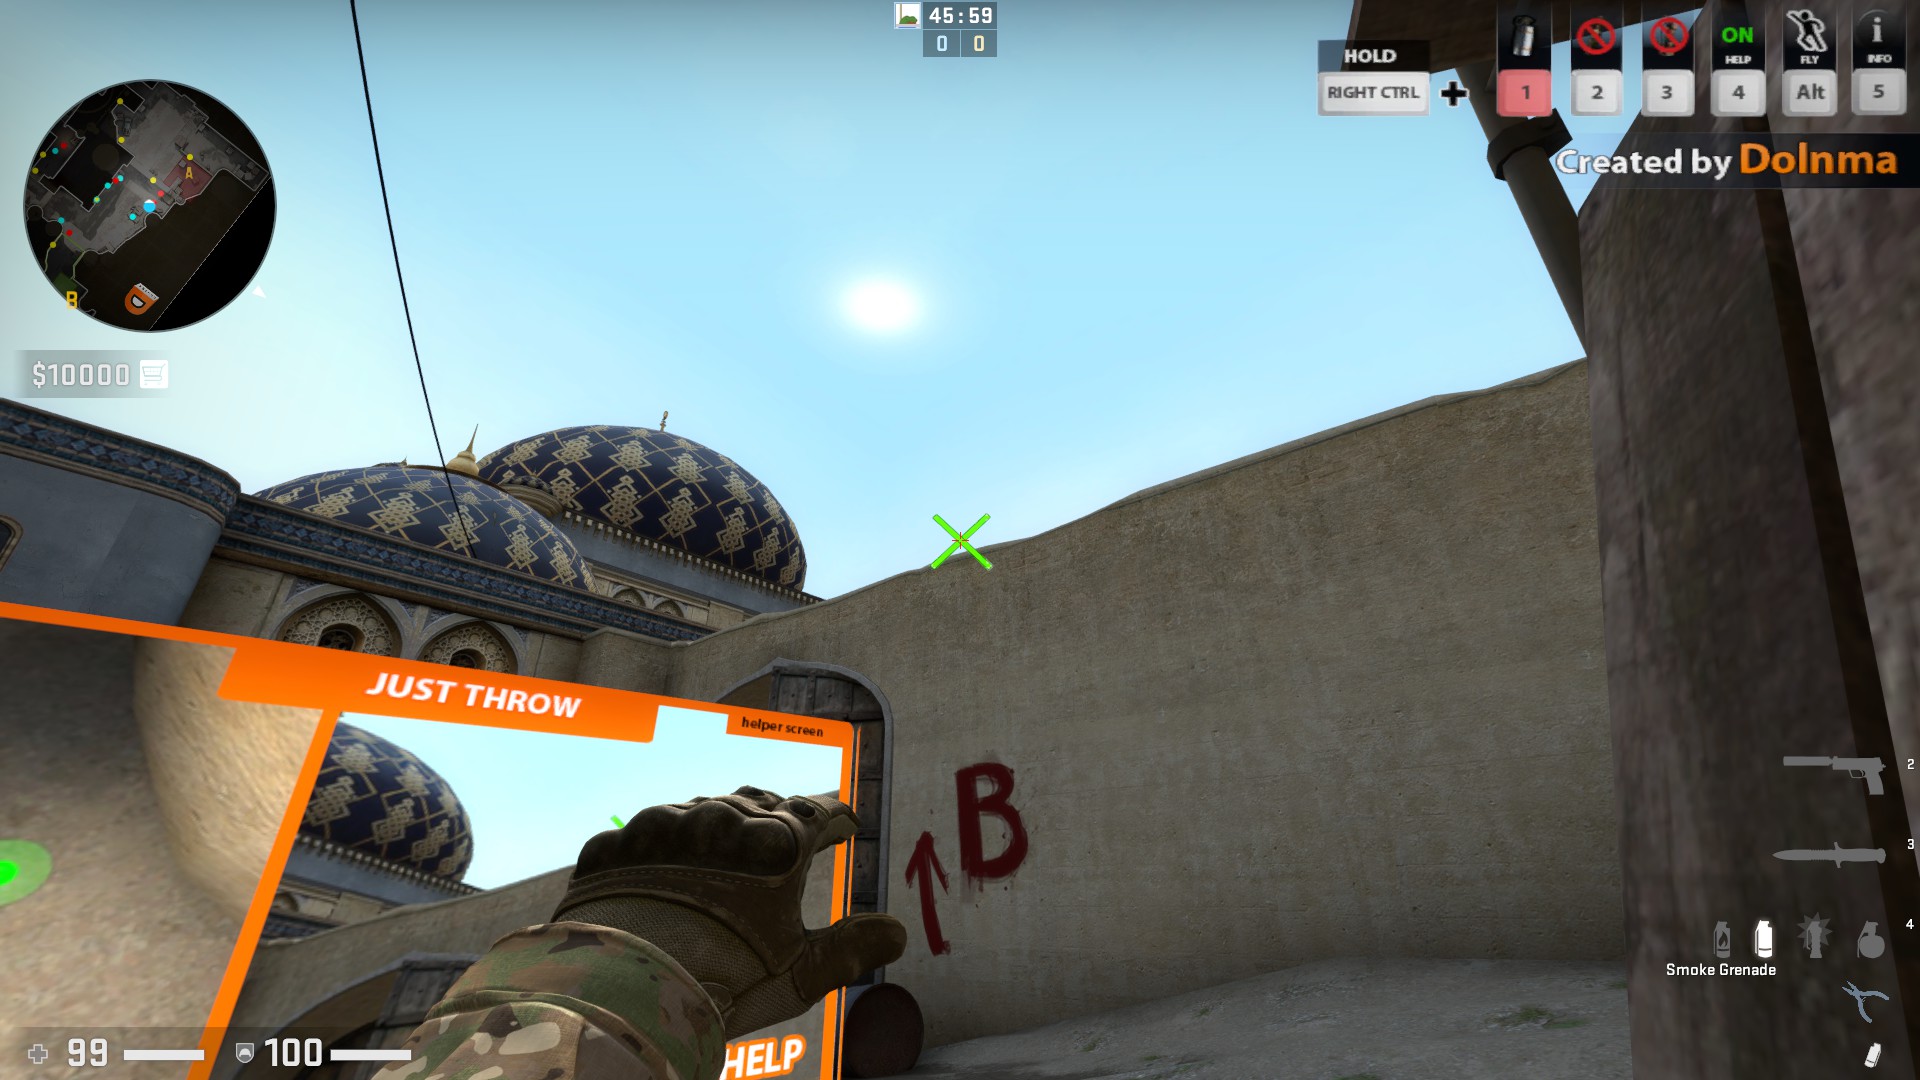 45:59
0 0
HOLD
RIGHT CTRL
ON
HELP
FLY
INFO
1 2 3 4 Alt 5
Created by Dolnma
A
B
$10000
JUST THROW
helper screen
B
2
3
4
Smoke Grenade
HELP
99
100